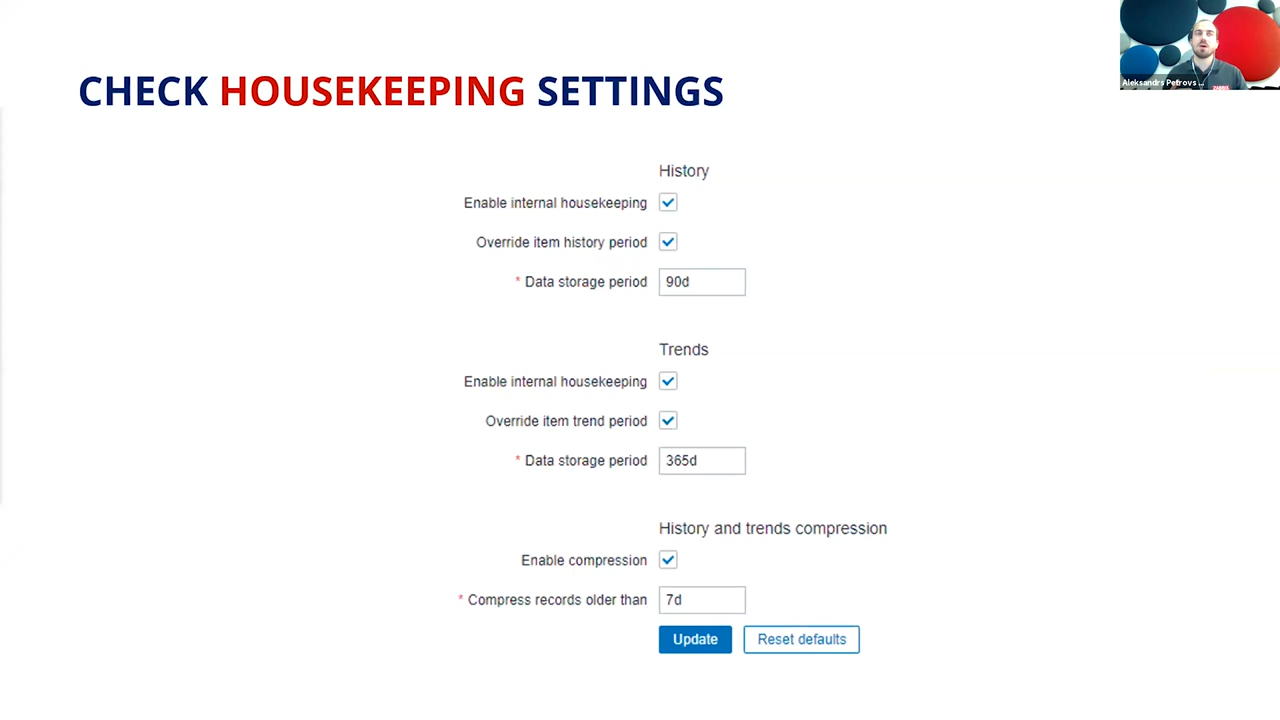 CHECK HOUSEKEEPING SETTINGS
Aleksandrs Petrovs ...
History
Enable internal housekeeping
Override item history period
* Data storage period 90d
Trends
Enable internal housekeeping
Override item trend period
* Data storage period 365d
History and trends compression
Enable compression
* Compress records older than 7d
Update Reset defaults